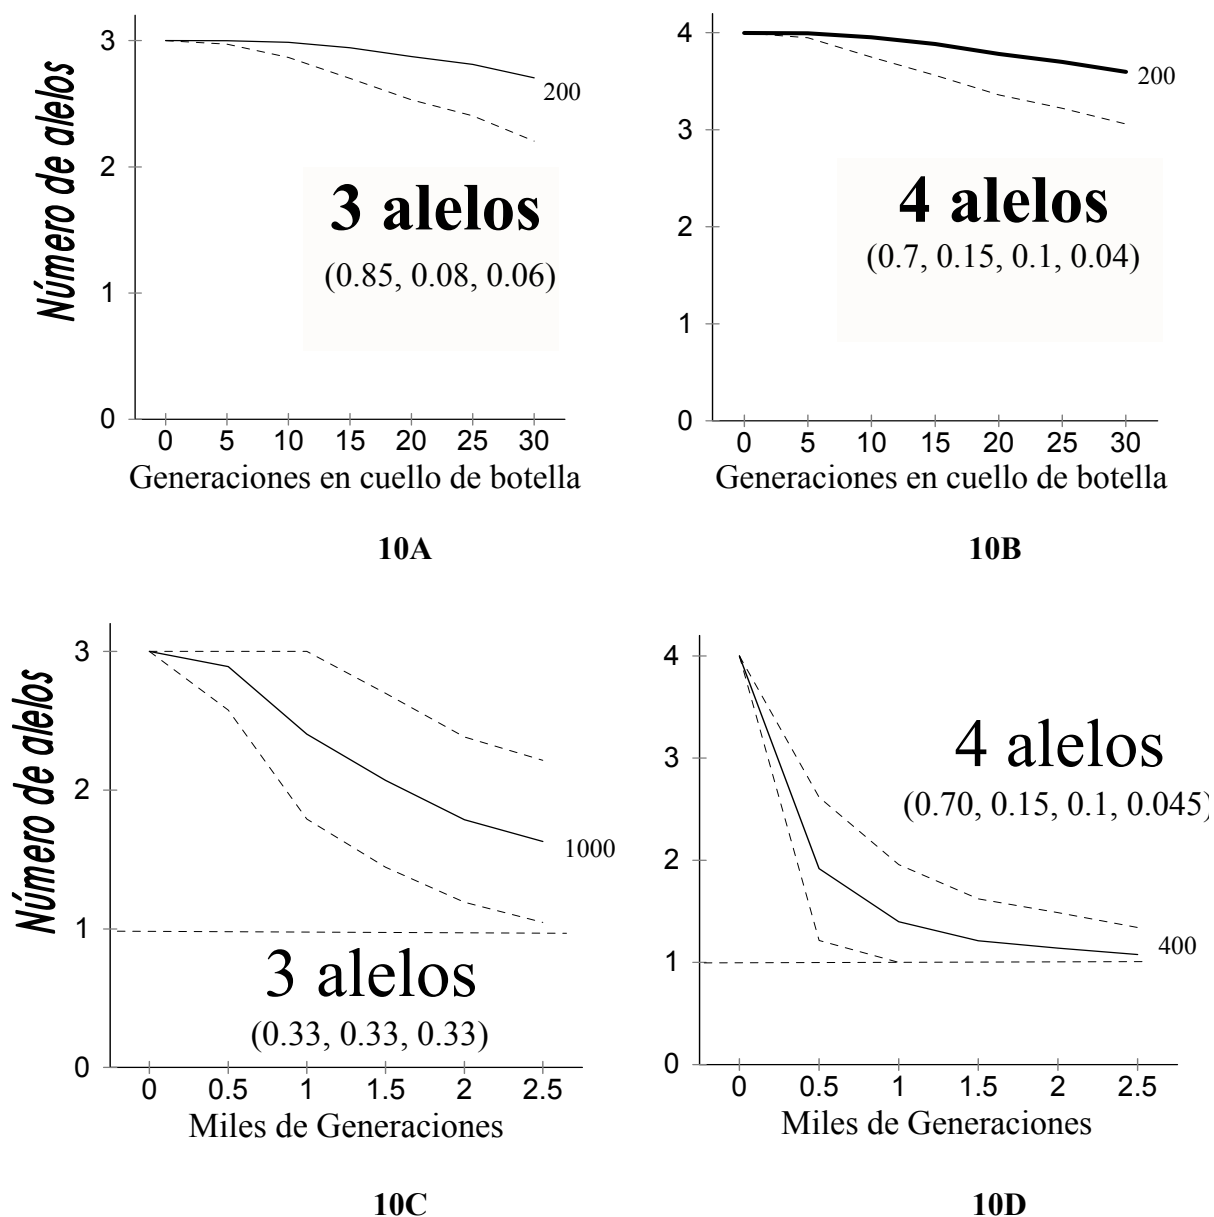 Número de alelos
3
2
1
0
200
3 alelos
(0.85, 0.08, 0.06)
0 5 10 15 20 25 30
Generaciones en cuello de botella
10A
4
3
2
1
0
200
4 alelos
(0.7, 0.15, 0.1, 0.04)
0 5 10 15 20 25 30
Generaciones en cuello de botella
10B
Número de alelos
3
2
1
0
1000
3 alelos
(0.33, 0.33, 0.33)
0 0.5 1 1.5 2 2.5
Miles de Generaciones
10C
4
3
2
1
0
4 alelos
(0.70, 0.15, 0.1, 0.045)
400
0 0.5 1 1.5 2 2.5
Miles de Generaciones
10D